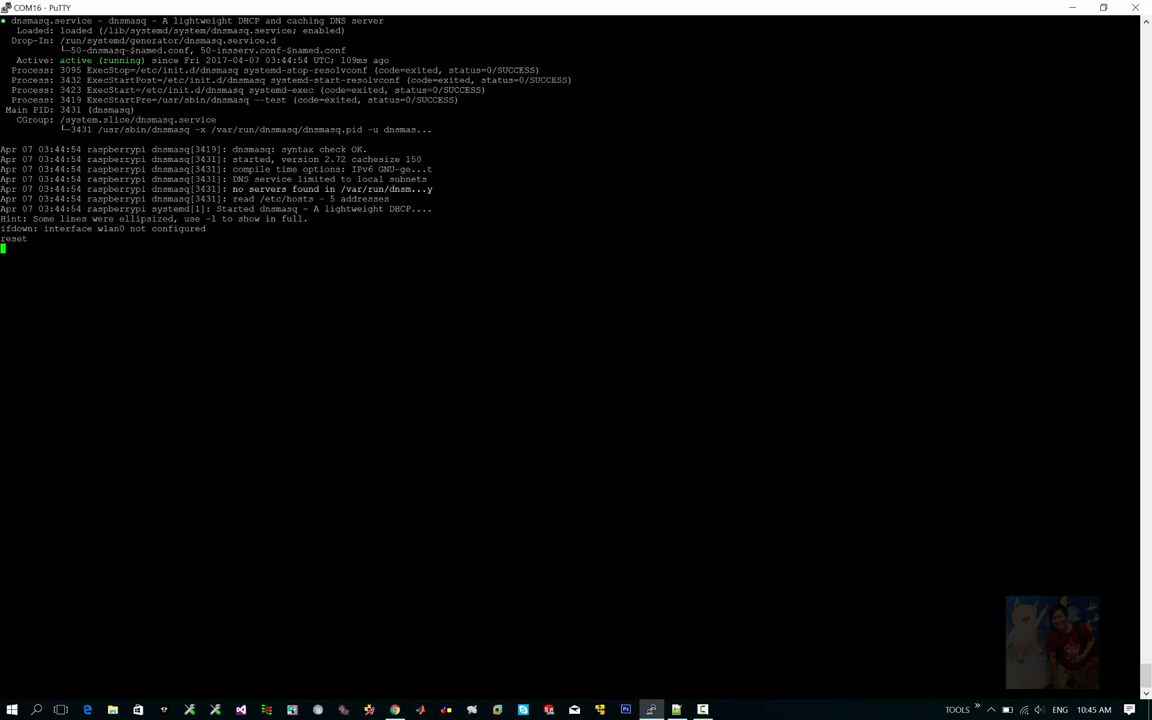 COM16 - PuTTY
● dnsmasq.service - dnsmasq - A lightweight DHCP and caching DNS server
Loaded: loaded (/lib/systemd/system/dnsmasq.service; enabled)
Drop-In: /run/systemd/generator/dnsmasq.service.d
└─50-dnsmasq-$named.conf, 50-insserv.conf-$named.conf
Active: active (running) since Fri 2017-04-07 03:44:54 UTC; 109ms ago
Process: 3095 ExecStop=/etc/init.d/dnsmasq systemd-stop-resolvconf (code=exited, status=0/SUCCESS)
Process: 3432 ExecStartPost=/etc/init.d/dnsmasq systemd-start-resolvconf (code=exited, status=0/SUCCESS)
Process: 3423 ExecStart=/etc/init.d/dnsmasq systemd-exec (code=exited, status=0/SUCCESS)
Process: 3419 ExecStartPre=/usr/sbin/dnsmasq --test (code=exited, status=0/SUCCESS)
Main PID: 3431 (dnsmasq)
CGroup: /system.slice/dnsmasq.service
└─3431 /usr/sbin/dnsmasq -x /var/run/dnsmasq/dnsmasq.pid -u dnsmas...
Apr 07 03:44:54 raspberrypi dnsmasq[3419]: dnsmasq: syntax check OK.
Apr 07 03:44:54 raspberrypi dnsmasq[3431]: started, version 2.72 cachesize 150
Apr 07 03:44:54 raspberrypi dnsmasq[3431]: compile time options: IPv6 GNU-ge...t
Apr 07 03:44:54 raspberrypi dnsmasq[3431]: DNS service limited to local subnets
Apr 07 03:44:54 raspberrypi dnsmasq[3431]: no servers found in /var/run/dnsm...y
Apr 07 03:44:54 raspberrypi dnsmasq[3431]: read /etc/hosts - 5 addresses
Apr 07 03:44:54 raspberrypi systemd[1]: Started dnsmasq - A lightweight DHCP....
Hint: Some lines were ellipsized, use -l to show in full.
ifdown: interface wlan0 not configured
reset
TOOLS » ENG 10:45 AM